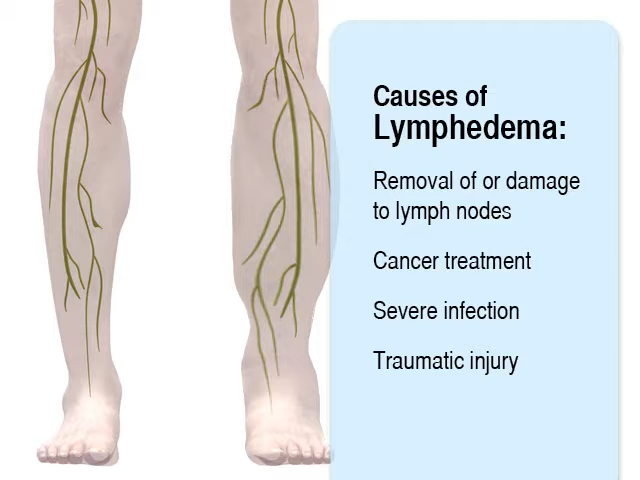 Causes of
Lymphedema:
Removal of or damage
to lymph nodes
Cancer treatment
Severe infection
Traumatic injury